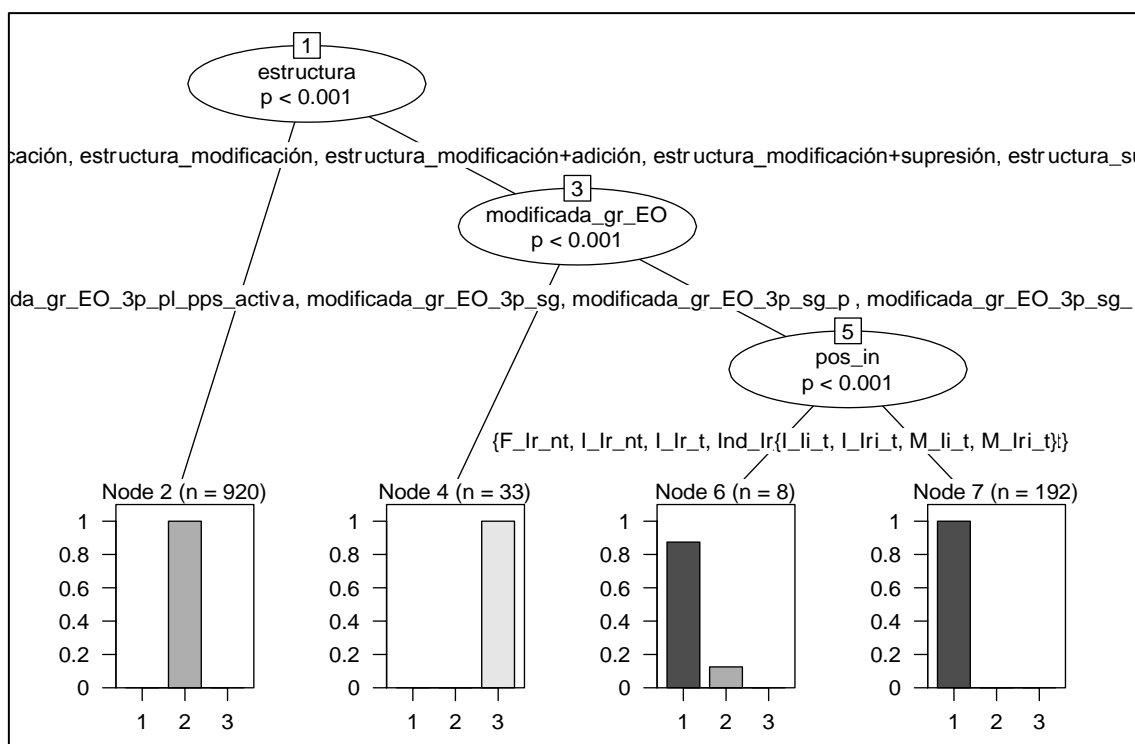 1
estructura
p < 0.001
cación, estructura_modificación, estructura_modificación+adición, estructura_modificación+supresión, estructura_su
3
modificada_gr_EO
p < 0.001
da_gr_EO_3p_pl_pps_activa, modificada_gr_EO_3p_sg, modificada_gr_EO_3p_sg_p , modificada_gr_EO_3p_sg_
5
pos_in
p < 0.001
{F_lr_nt, I_lr_nt, I_lr_t, Ind_lr {I_li_t, I_lri_t, M_li_t, M_lri_t}
Node 2 (n = 920) Node 4 (n = 33) Node 6 (n = 8) Node 7 (n = 192)
1 1 1 1
0.8 0.8 0.8 0.8
0.6 0.6 0.6 0.6
0.4 0.4 0.4 0.4
0.2 0.2 0.2 0.2
0 0 0 0
1 2 3 1 2 3 1 2 3 1 2 3